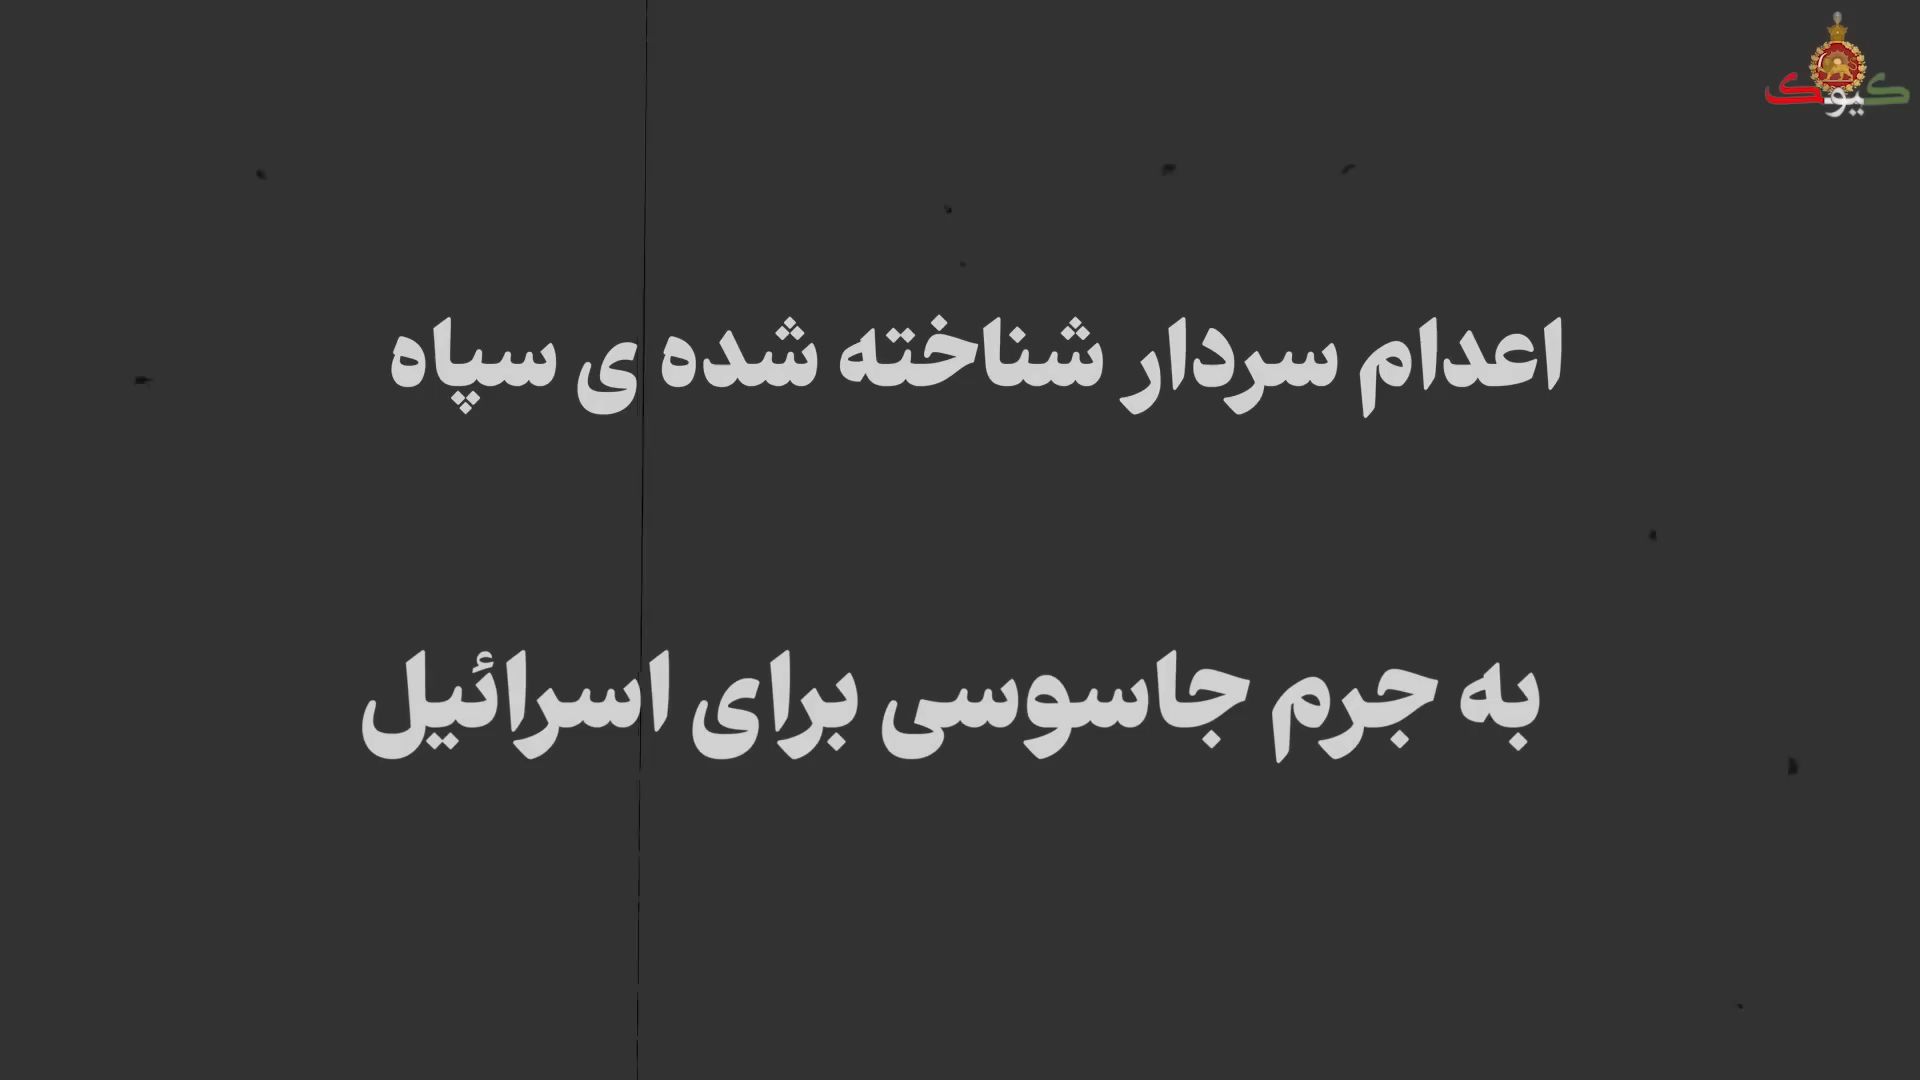 کیوک
اعدام سردار شناخته شده ی سپاه
به جرم جاسوسی برای اسرائیل